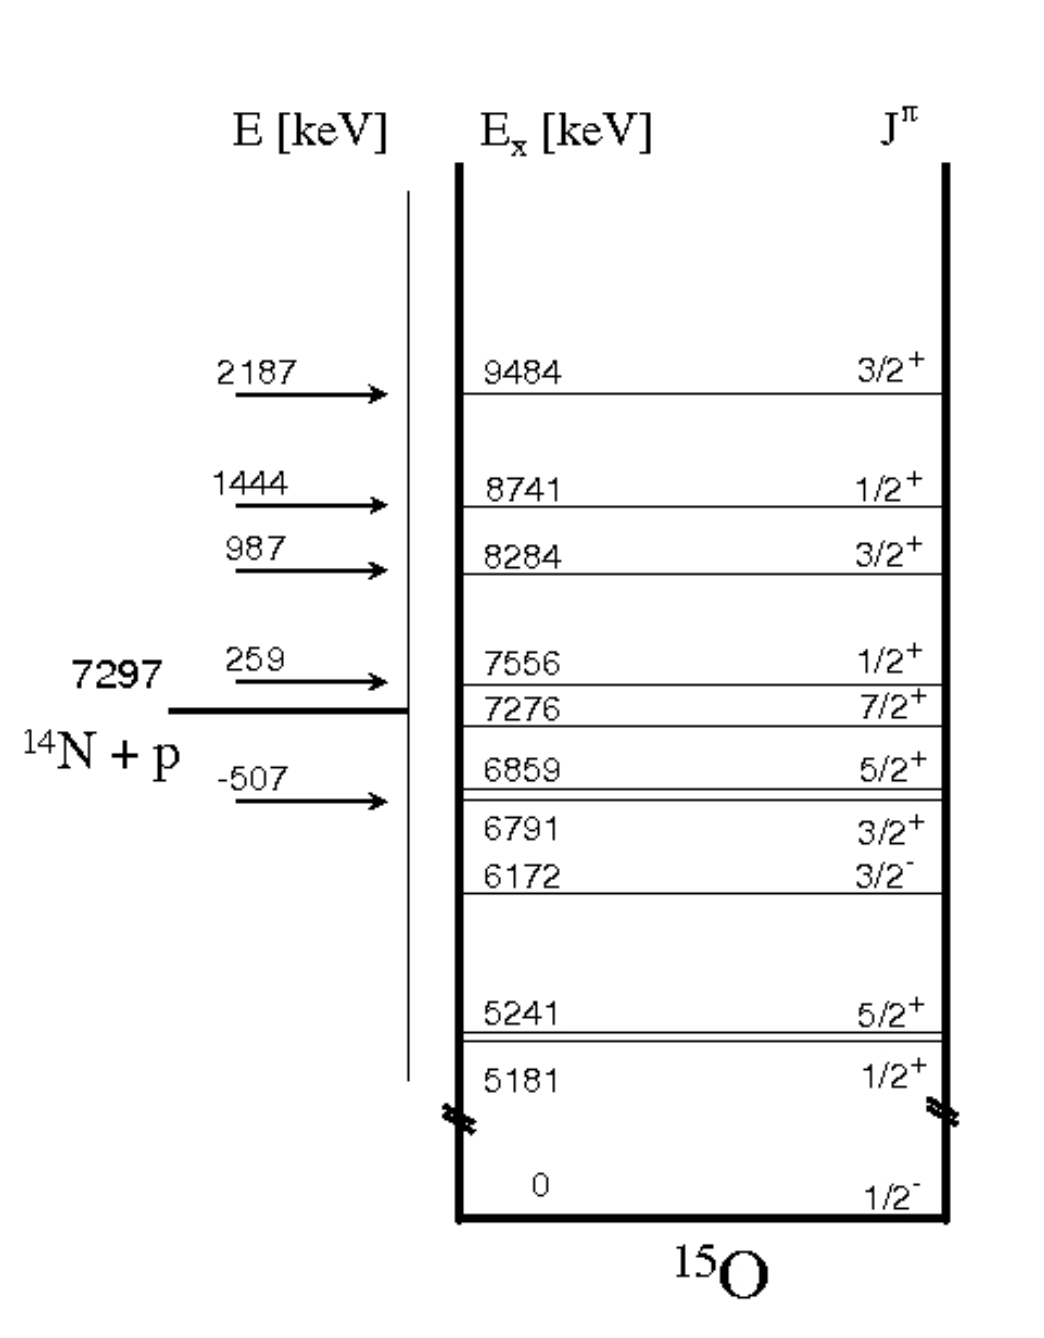 E [keV] Eₓ [keV] Jᵖⁱ
2187 9484 3/2⁺
1444 8741 1/2⁺
987 8284 3/2⁺
259 7556 1/2⁺
7297 7276 7/2⁺
¹⁴N + p
-507 6859 5/2⁺
6791 3/2⁺
6172 3/2⁻
5241 5/2⁺
5181 1/2⁺
0 1/2⁻
¹⁵O